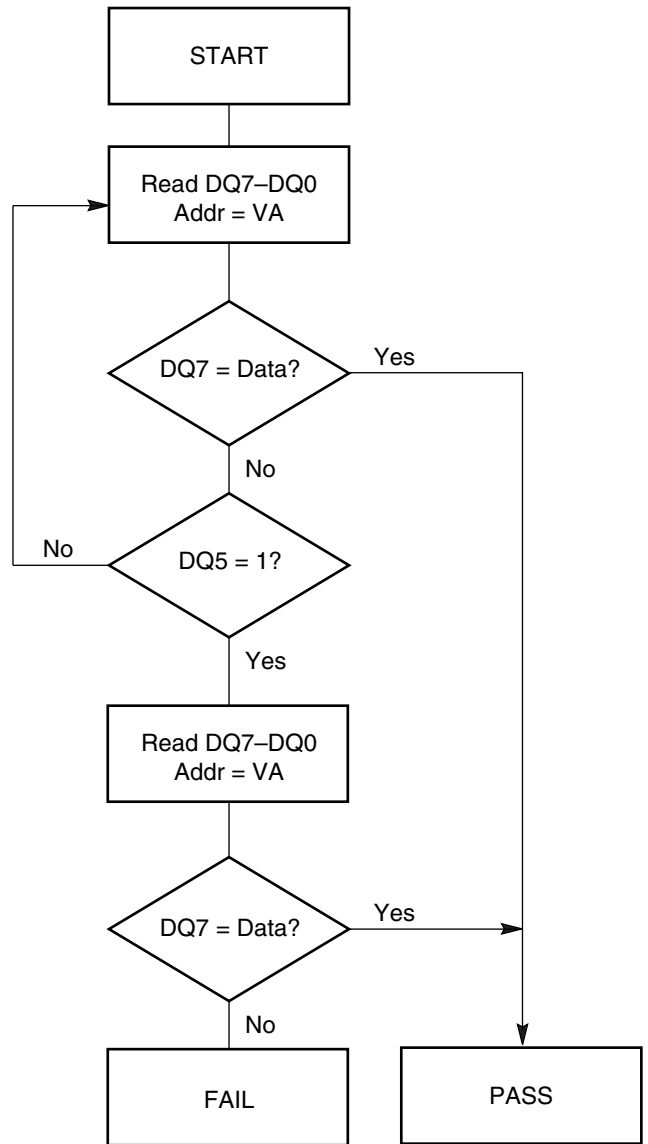 START
Read DQ7–DQ0
Addr = VA
DQ7 = Data?
Yes
No
No
DQ5 = 1?
Yes
Read DQ7–DQ0
Addr = VA
DQ7 = Data?
Yes
No
FAIL
PASS